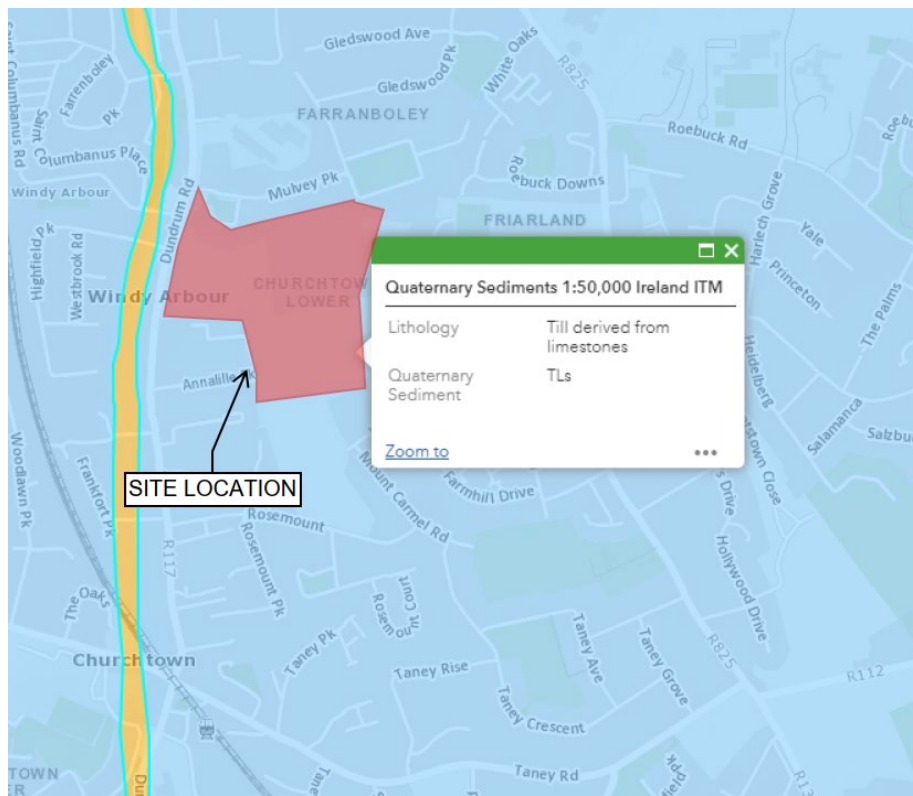 Saint Columbanus Rd
Farrenboley
Pk
Saint
Columbanus Place
Windy Arbour
Gledswood Ave
Gledswood Pk
White Oaks
R825
FARRANBOLEY
Roebuck Rd
Roebuck Downs
Mulvey Pk
Dundrum Rd
FRIARLAND
Harlech Grove
Yale
Princeton
The Palms
Highfield Pk
Westbrook Rd
Windy Arbour
CHURCHTOW
LOWER
Quaternary Sediments 1:50,000 Ireland ITM
Lithology
Till derived from
limestones
Quaternary
Sediment
TLs
Zoom to
Heidelberg
Salamanca
Annaville
SITE LOCATION
Woodlawn Pk
Frankfort Pk
R117
Rosemount
Rosemount Pk
Mount Carmel Rd
Farmhill Drive
s Drive
Hollywood Drive
The Oaks
Rosemount Court
Churchtown
Taney Pk
Taney Rise
Taney Ave
Taney Grove
R825
R112
Taney Crescent
Taney Rd
TOWN